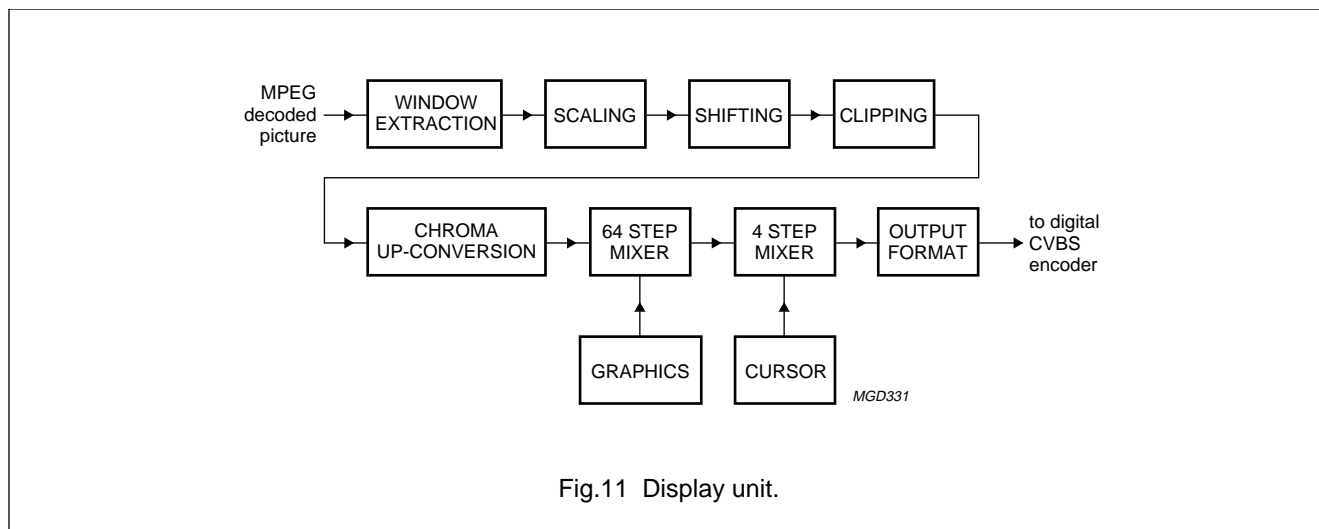 MPEG
decoded
picture
WINDOW
EXTRACTION
SCALING
SHIFTING
CLIPPING
CHROMA
UP-CONVERSION
64 STEP
MIXER
4 STEP
MIXER
OUTPUT
FORMAT
to digital
CVBS
encoder
GRAPHICS
CURSOR
MGD331
Fig.11 Display unit.